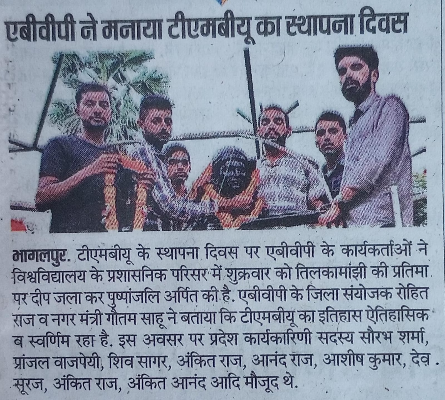 एबीवीपी ने मनाया टीएमबीयू का स्थापना दिवस
भागलपुर. टीएमबीयू के स्थापना दिवस पर एबीवीपी के कार्यकर्ताओं ने
विश्वविद्यालय के प्रशासनिक परिसर में शुक्रवार को तिलकामांझी की प्रतिमा
पर दीप जला कर पुष्पांजलि अर्पित की है. एबीवीपी के जिला संयोजक रोहित
राज व नगर मंत्री गौतम साहू ने बताया कि टीएमबीयू का इतिहास ऐतिहासिक
व स्वर्णिम रहा है. इस अवसर पर प्रदेश कार्यकारिणी सदस्य सौरभ शर्मा,
प्रांजल वाजपेयी, शिव सागर, अंकित राज, आनंद राज, आशीष कुमार, देव
सूरज, अंकित राज, अंकित आनंद आदि मौजूद थे.